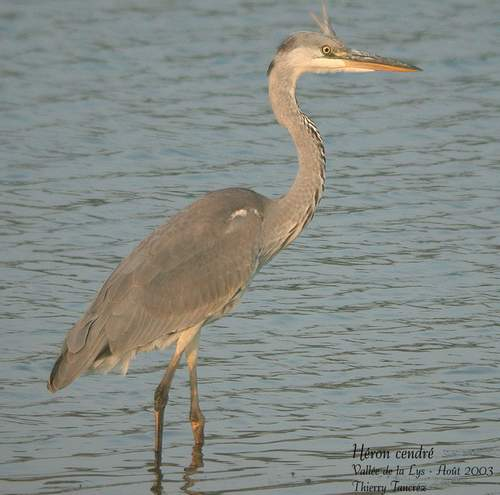 Héron cendré
Vallée de la Lys - Août 2003
Thierry Tancrez